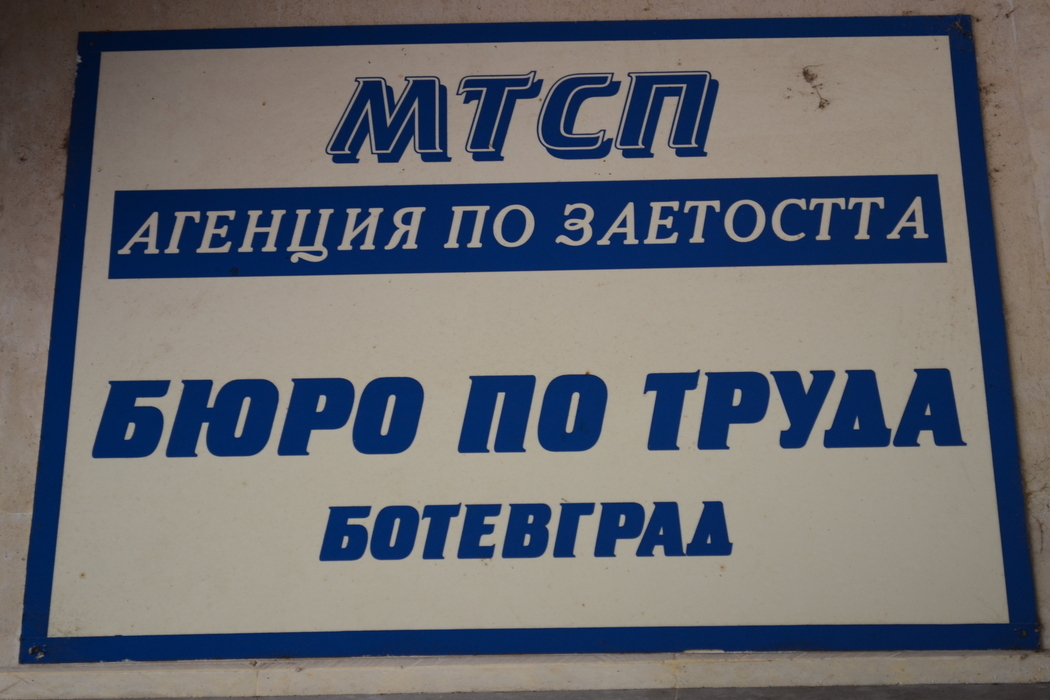 МТСП
АГЕНЦИЯ ПО ЗАЕТОСТТА
БЮРО ПО ТРУДА
БОТЕВГРАД